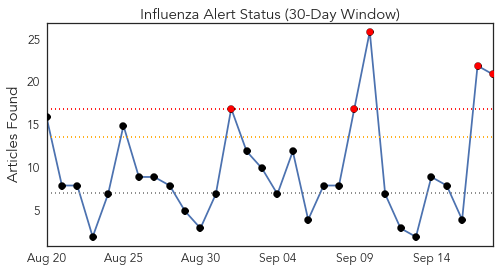 Influenza Alert Status (30-Day Window)
Articles Found
25
20
15
10
5
Aug 20 Aug 25 Aug 30 Sep 04 Sep 09 Sep 14